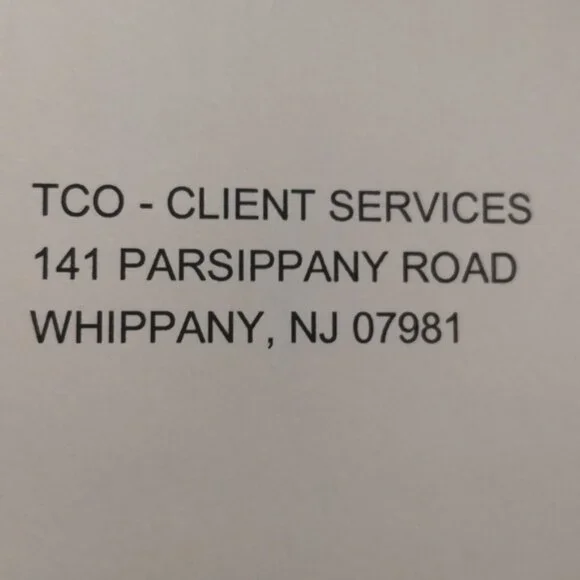 TCO - CLIENT SERVICES
141 PARSIPPANY ROAD
WHIPPANY, NJ 07981